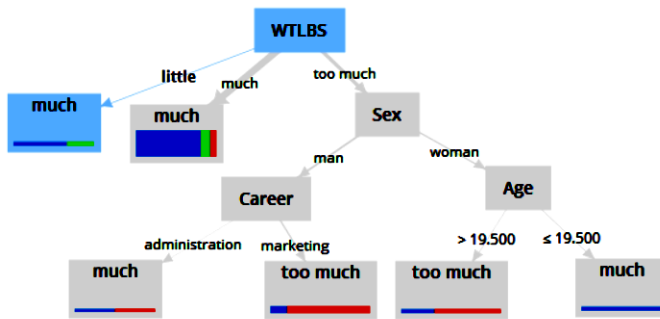 WTLBS
little
much
too much
much
much
Sex
man
woman
Career
Age
administration
marketing
> 19.500
≤ 19.500
much
too much
too much
much